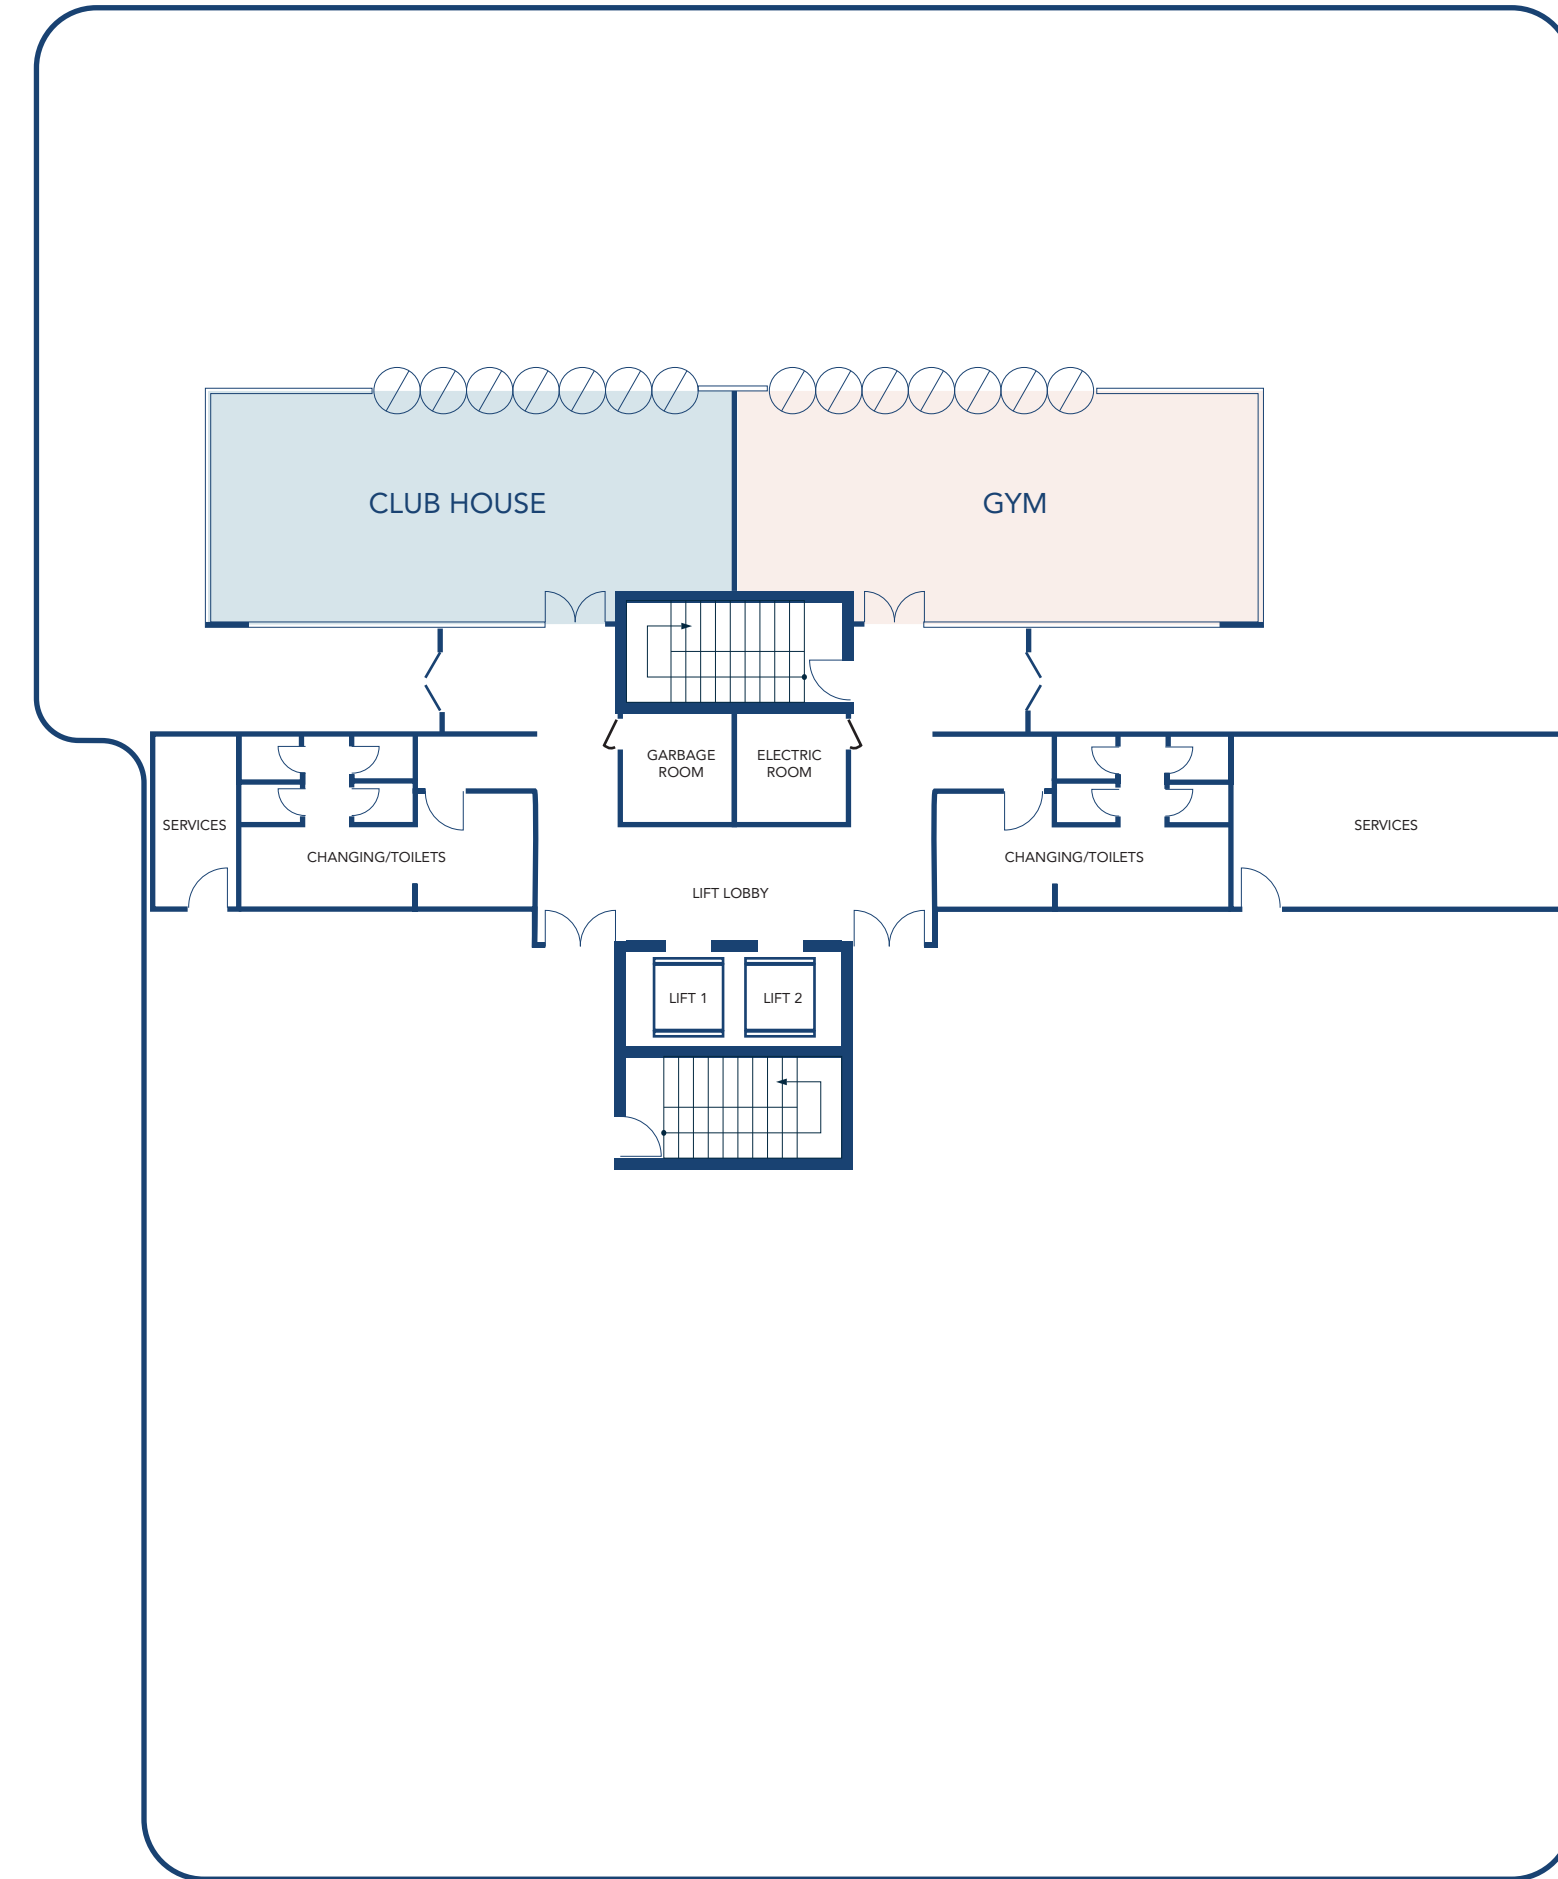 CLUB HOUSE
GYM
GARBAGE
ROOM
ELECTRIC
ROOM
SERVICES
SERVICES
CHANGING/TOILETS
CHANGING/TOILETS
LIFT LOBBY
LIFT 1
LIFT 2